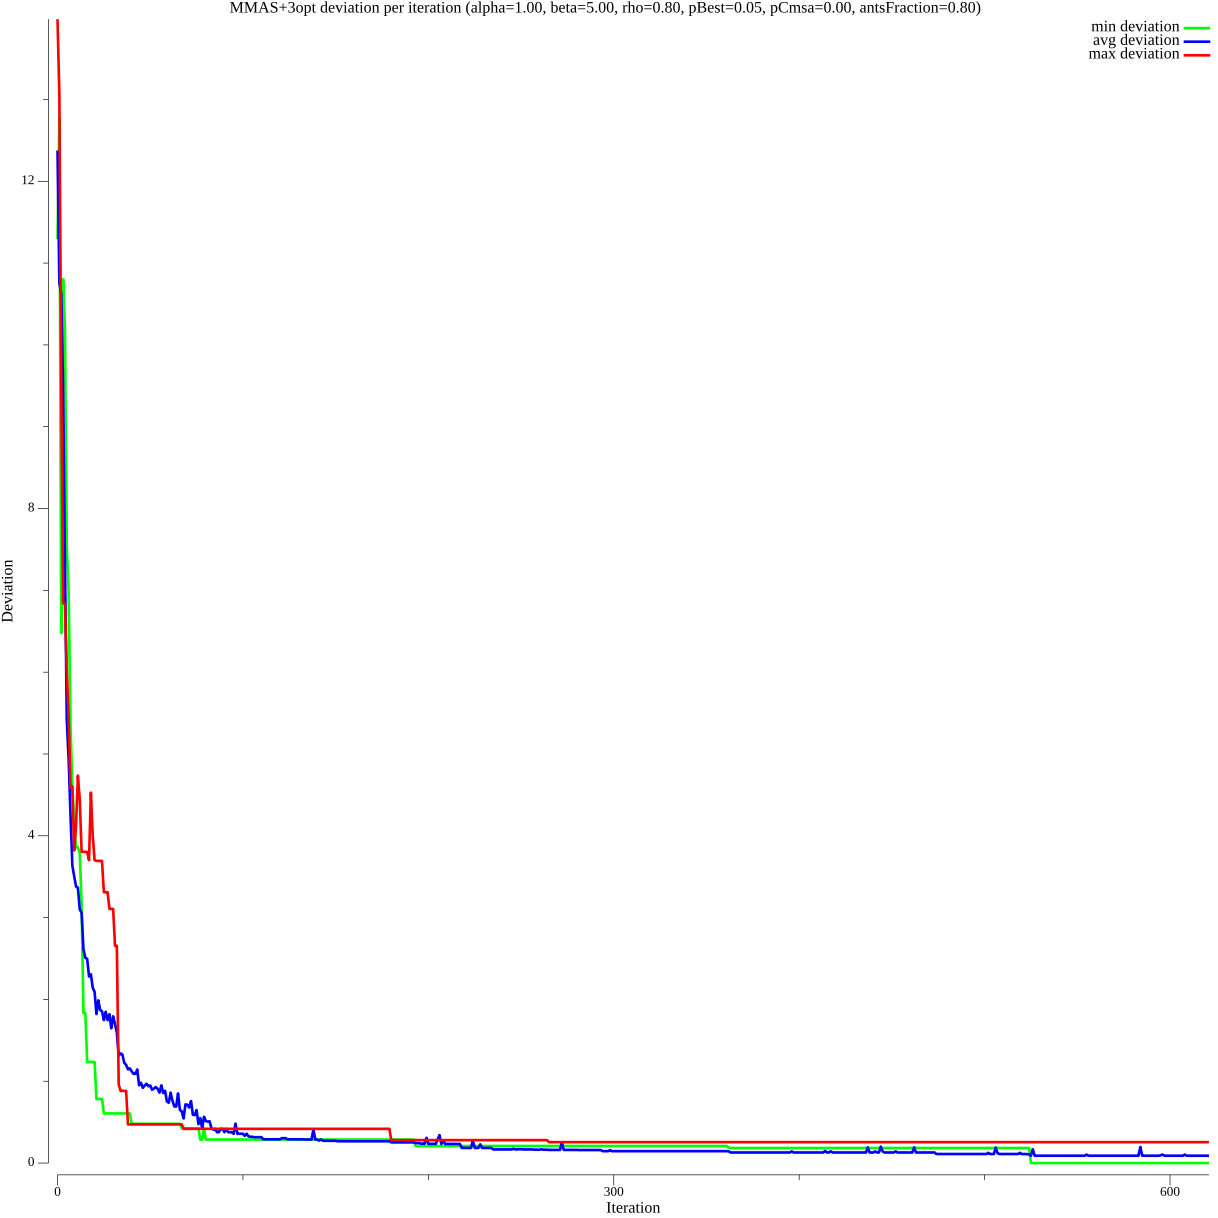 MMAS+3opt deviation per iteration (alpha=1.00, beta=5.00, rho=0.80, pBest=0.05, pCmsa=0.00, antsFraction=0.80)
min deviation
avg deviation
max deviation
12
8
4
0
Deviation
0
300
600
Iteration